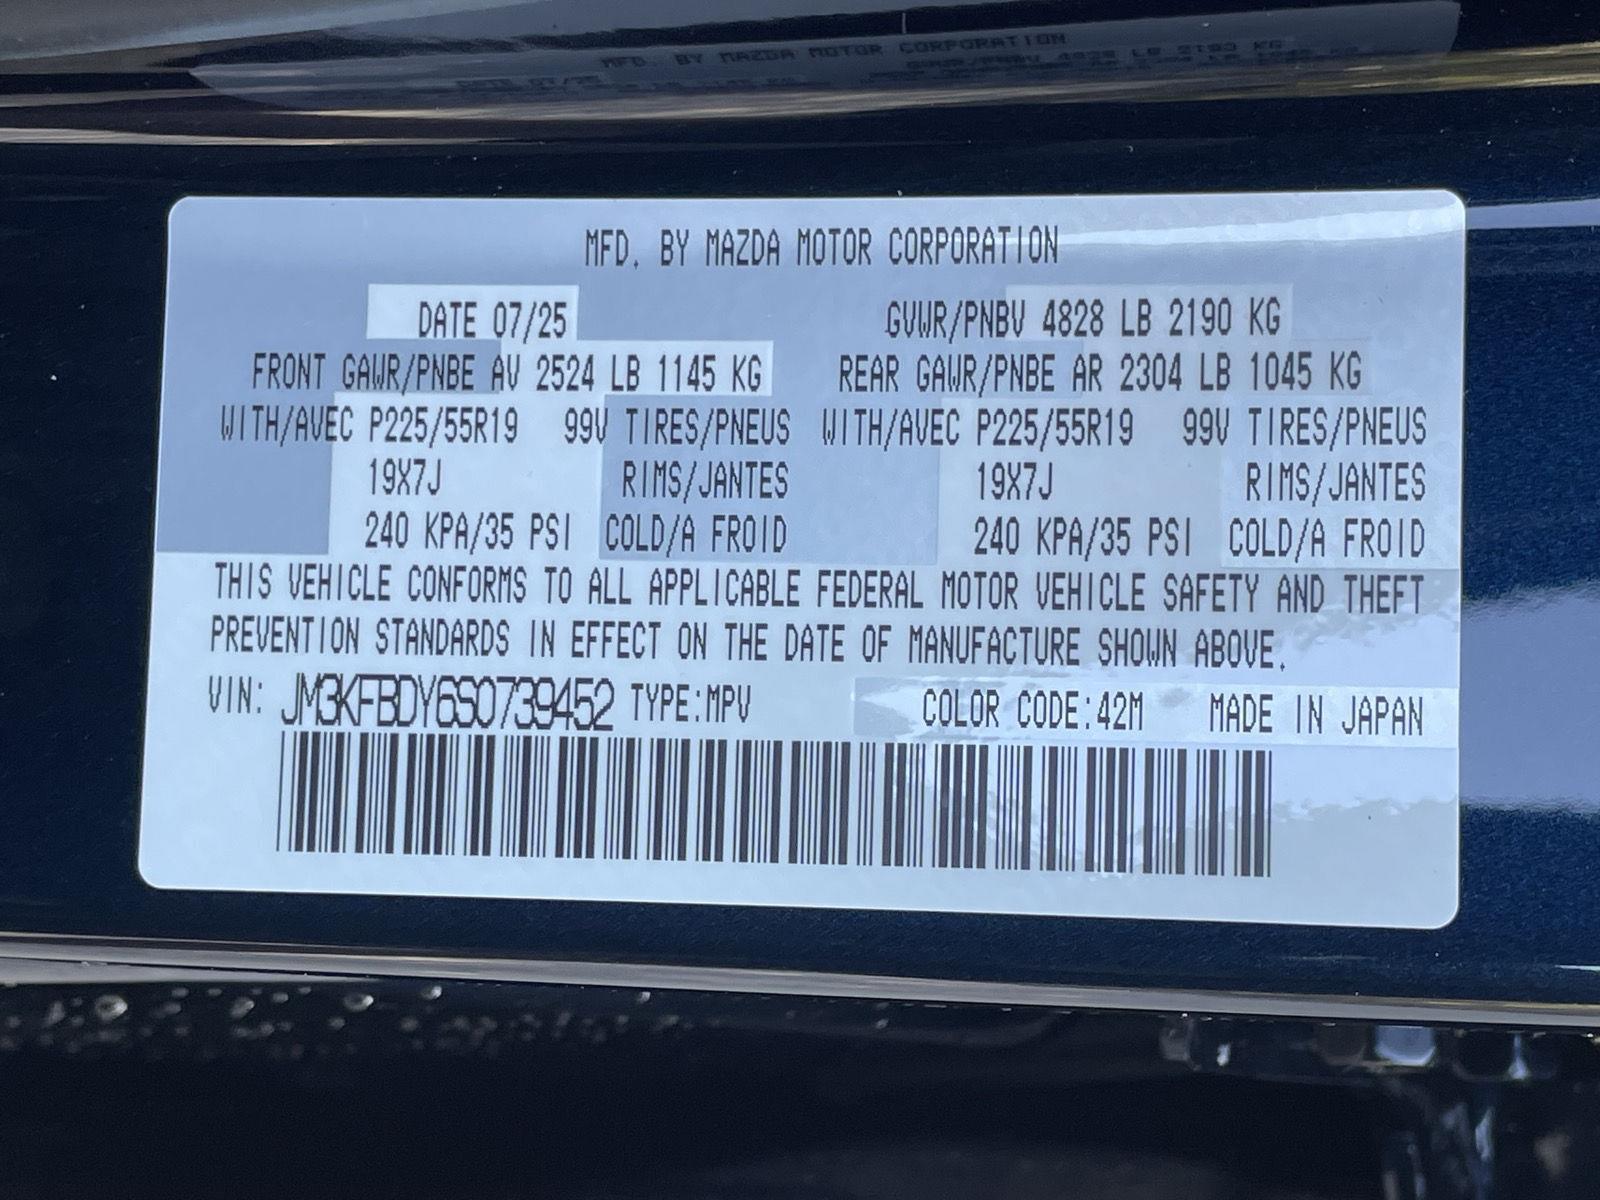 MFD. BY MAZDA MOTOR CORPORATION
DATE 07/25 GVWR/PNBV 4828 LB 2190 KG
FRONT GAWR/PNBE AV 2524 LB 1145 KG REAR GAWR/PNBE AR 2304 LB 1045 KG
WITH/AVEC P225/55R19 99V TIRES/PNEUS WITH/AVEC P225/55R19 99V TIRES/PNEUS
19X7J RIMS/JANTES 19X7J RIMS/JANTES
240 KPA/35 PSI COLD/A FROID 240 KPA/35 PSI COLD/A FROID
THIS VEHICLE CONFORMS TO ALL APPLICABLE FEDERAL MOTOR VEHICLE SAFETY AND THEFT
PREVENTION STANDARDS IN EFFECT ON THE DATE OF MANUFACTURE SHOWN ABOVE.
VIN: JM3KFBDY6S0739452 TYPE:MPV COLOR CODE:42M MADE IN JAPAN